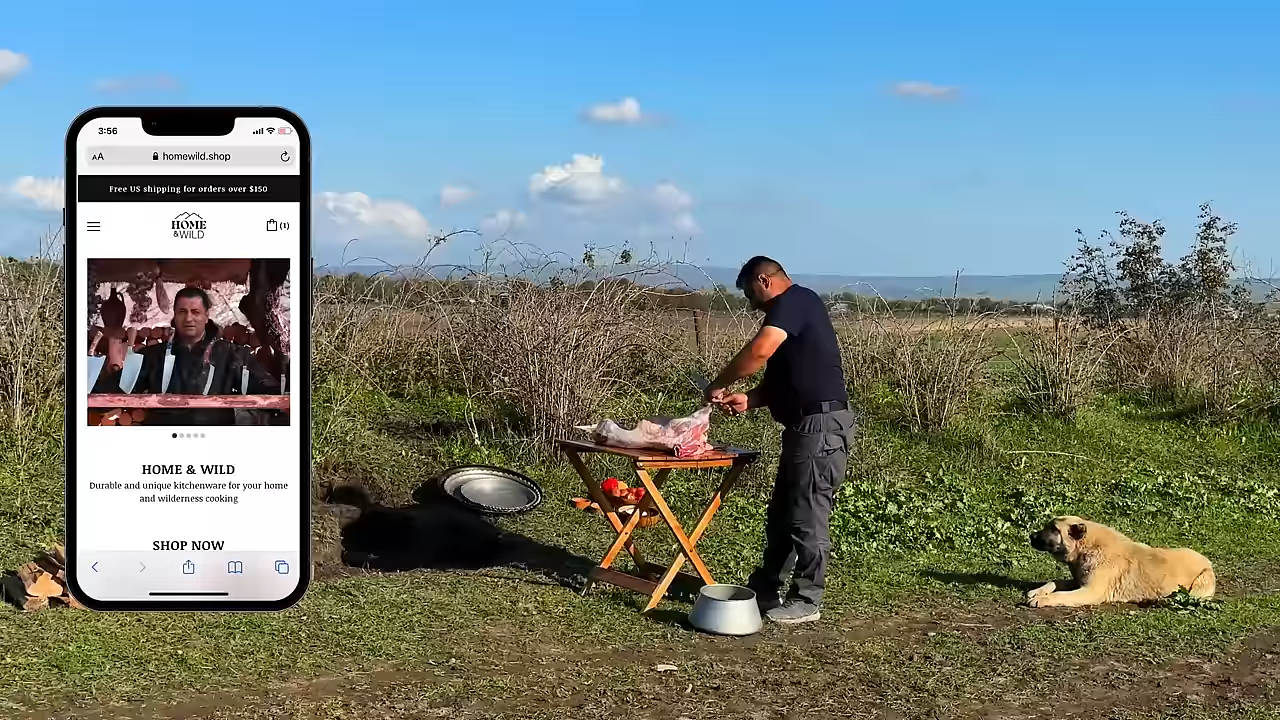 3:56
AA
homewild.shop
Free US shipping for orders over $150
HOME
&WILD
(1)
HOME & WILD
Durable and unique kitchenware for your home
and wilderness cooking
SHOP NOW